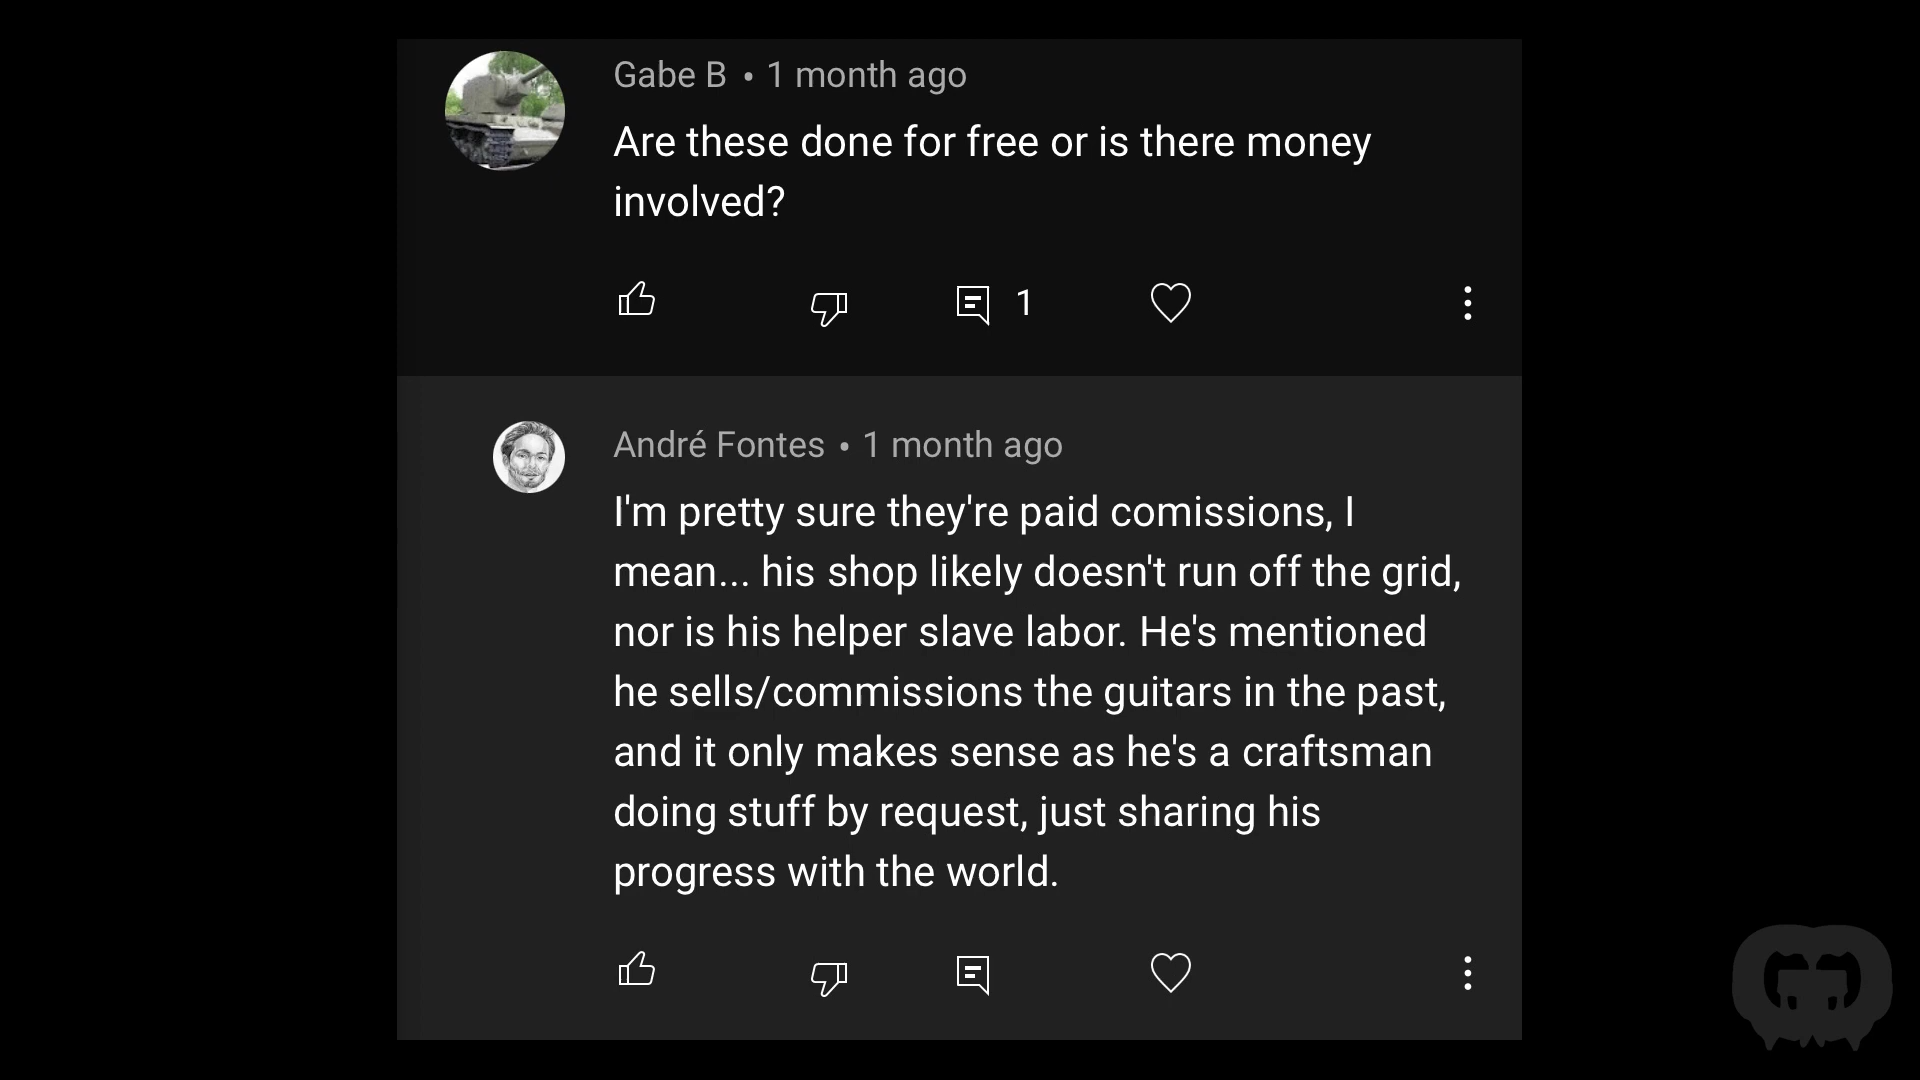 Gabe B • 1 month ago
Are these done for free or is there money
involved?
1
André Fontes • 1 month ago
I'm pretty sure they're paid comissions, I
mean... his shop likely doesn't run off the grid,
nor is his helper slave labor. He's mentioned
he sells/commissions the guitars in the past,
and it only makes sense as he's a craftsman
doing stuff by request, just sharing his
progress with the world.